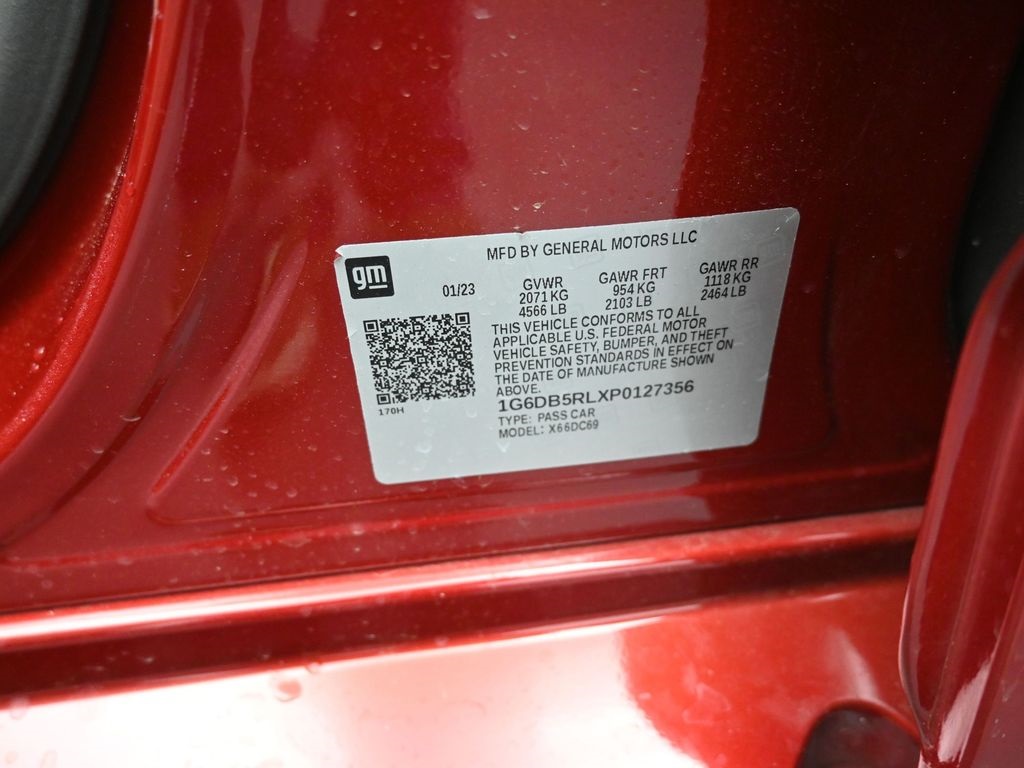 MFD BY GENERAL MOTORS LLC
gm
01/23
GVWR
2071 KG
4566 LB
GAWR FRT
954 KG
2103 LB
GAWR RR
1118 KG
2464 LB
THIS VEHICLE CONFORMS TO ALL
APPLICABLE U.S. FEDERAL MOTOR
VEHICLE SAFETY, BUMPER, AND THEFT
PREVENTION STANDARDS IN EFFECT ON
THE DATE OF MANUFACTURE SHOWN
ABOVE.
170H
1G6DB5RLXP0127356
TYPE: PASS CAR
MODEL: X66DC69